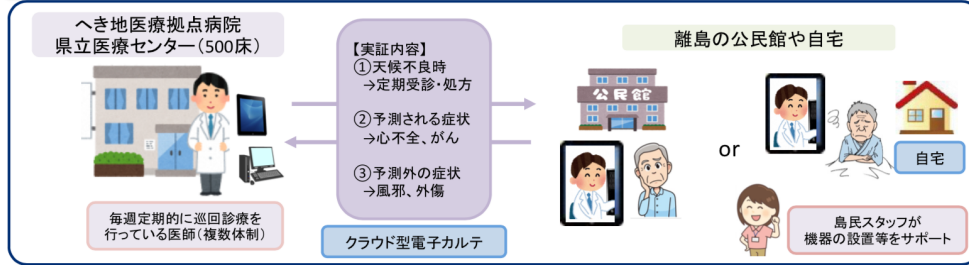 へき地医療拠点病院
県立医療センター(500床)
毎週定期的に巡回診療を
行っている医師(複数体制)
【実証内容】
①天候不良時
→定期受診・処方
②予測される症状
→心不全、がん
③予測外の症状
→風邪、外傷
クラウド型電子カルテ
離島の公民館や自宅
公民館
or
自宅
島民スタッフが
機器の設置等をサポート